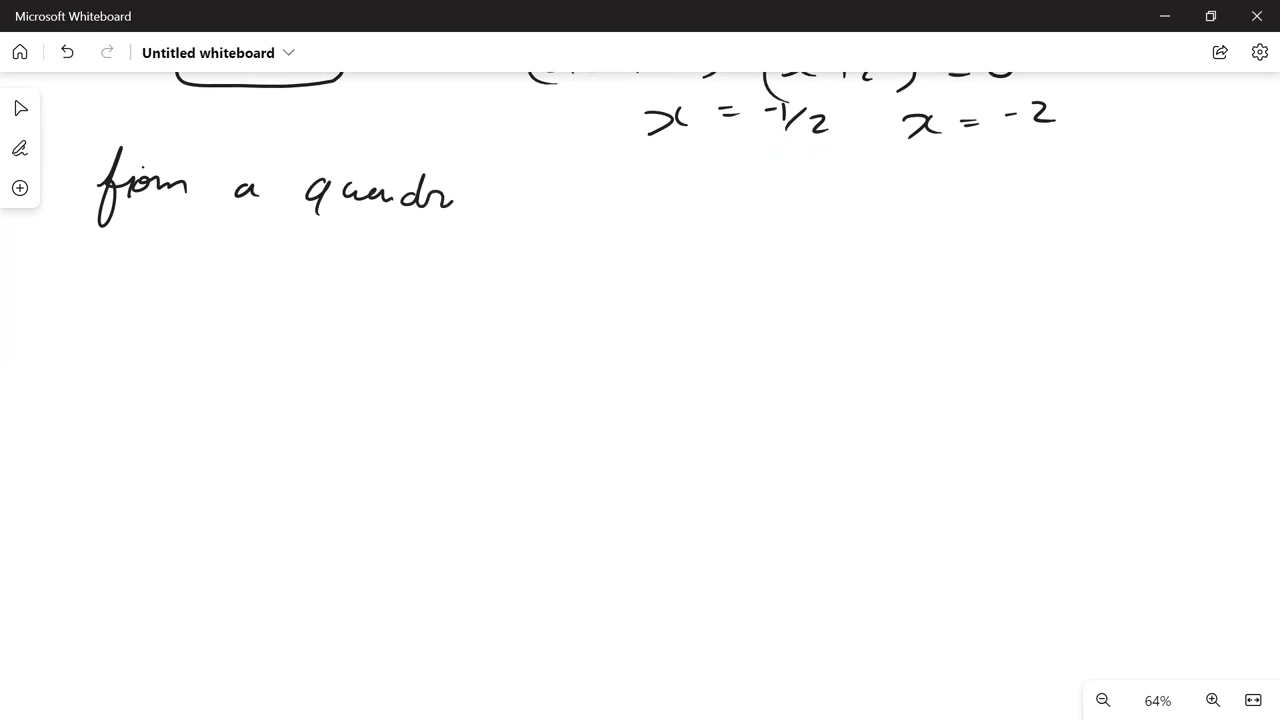 Microsoft Whiteboard
Untitled whiteboard
x = -1/2 x = -2
from a quadr
64%